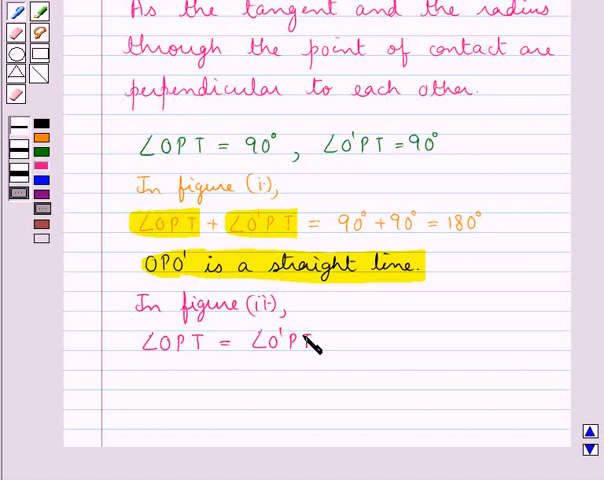 As the tangent and the radius
through the point of contact are
perpendicular to each other.
∠OPT = 90°, ∠O'PT = 90°
In figure (i),
∠OPT + ∠O'PT = 90° + 90° = 180°
OPO' is a straight line.
In figure (ii),
∠OPT = ∠O'PT